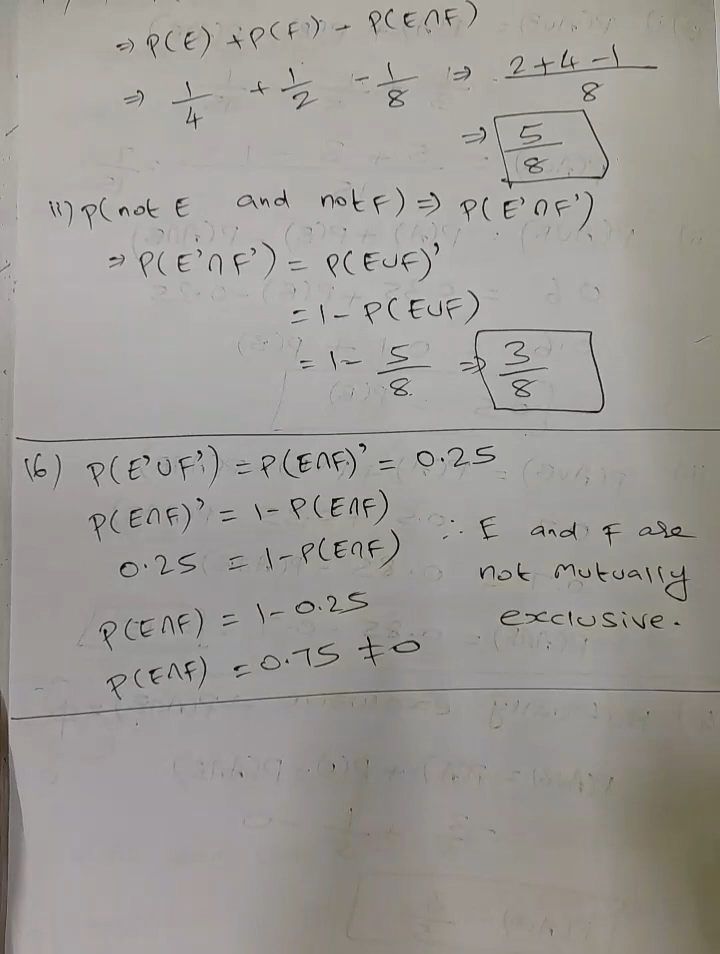 ⇒ P(E) + P(F) - P(E∩F)
⇒ 1/4 + 1/2 - 1/8 ⇒ 2+4-1/8
⇒ 5/8
ii) P(not E and not F) ⇒ P(E'∩F')
⇒ P(E'∩F') = P(E∪F)'
= 1 - P(E∪F)
= 1 - 5/8 ⇒ 3/8
16) P(E'∪F') = P(E∩F)' = 0.25
P(E∩F)' = 1 - P(E∩F)
0.25 = 1 - P(E∩F)
P(E∩F) = 1 - 0.25
P(E∩F) = 0.75 ≠ 0
∴ E and F are
not mutually
exclusive.